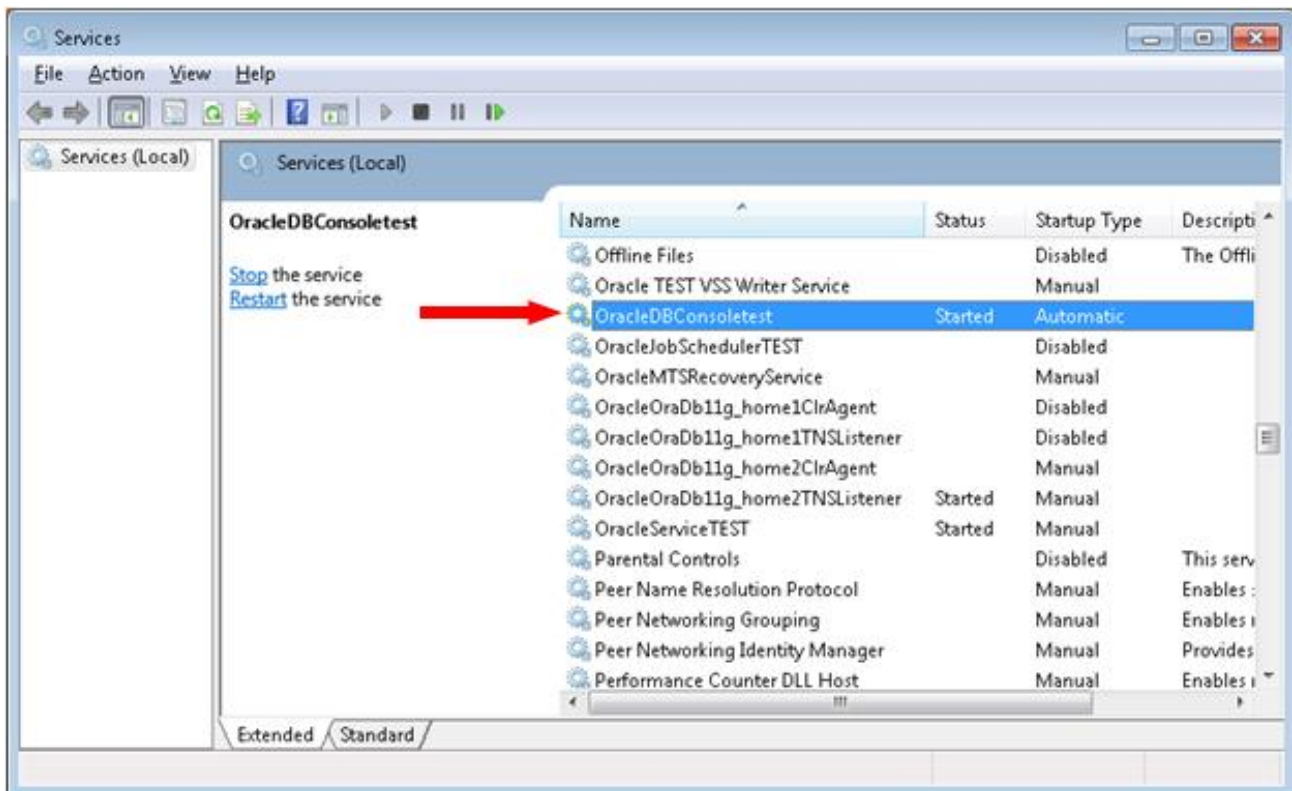 Services
File Action View Help
Services (Local)
Services (Local)
OracleDBConsoletest
Stop the service
Restart the service
Name Status Startup Type Descripti
Offline Files Disabled The Offli
Oracle TEST VSS Writer Service Manual
OracleDBConsoletest Started Automatic
OracleJobSchedulerTEST Disabled
OracleMTSRecoveryService Manual
OracleOraDb11g_home1ClrAgent Disabled
OracleOraDb11g_home1TNSListener Disabled
OracleOraDb11g_home2ClrAgent Manual
OracleOraDb11g_home2TNSListener Started Manual
OracleServiceTEST Started Manual
Parental Controls Disabled This serv
Peer Name Resolution Protocol Manual Enables
Peer Networking Grouping Manual Enables
Peer Networking Identity Manager Manual Provides
Performance Counter DLL Host Manual Enables
Extended Standard